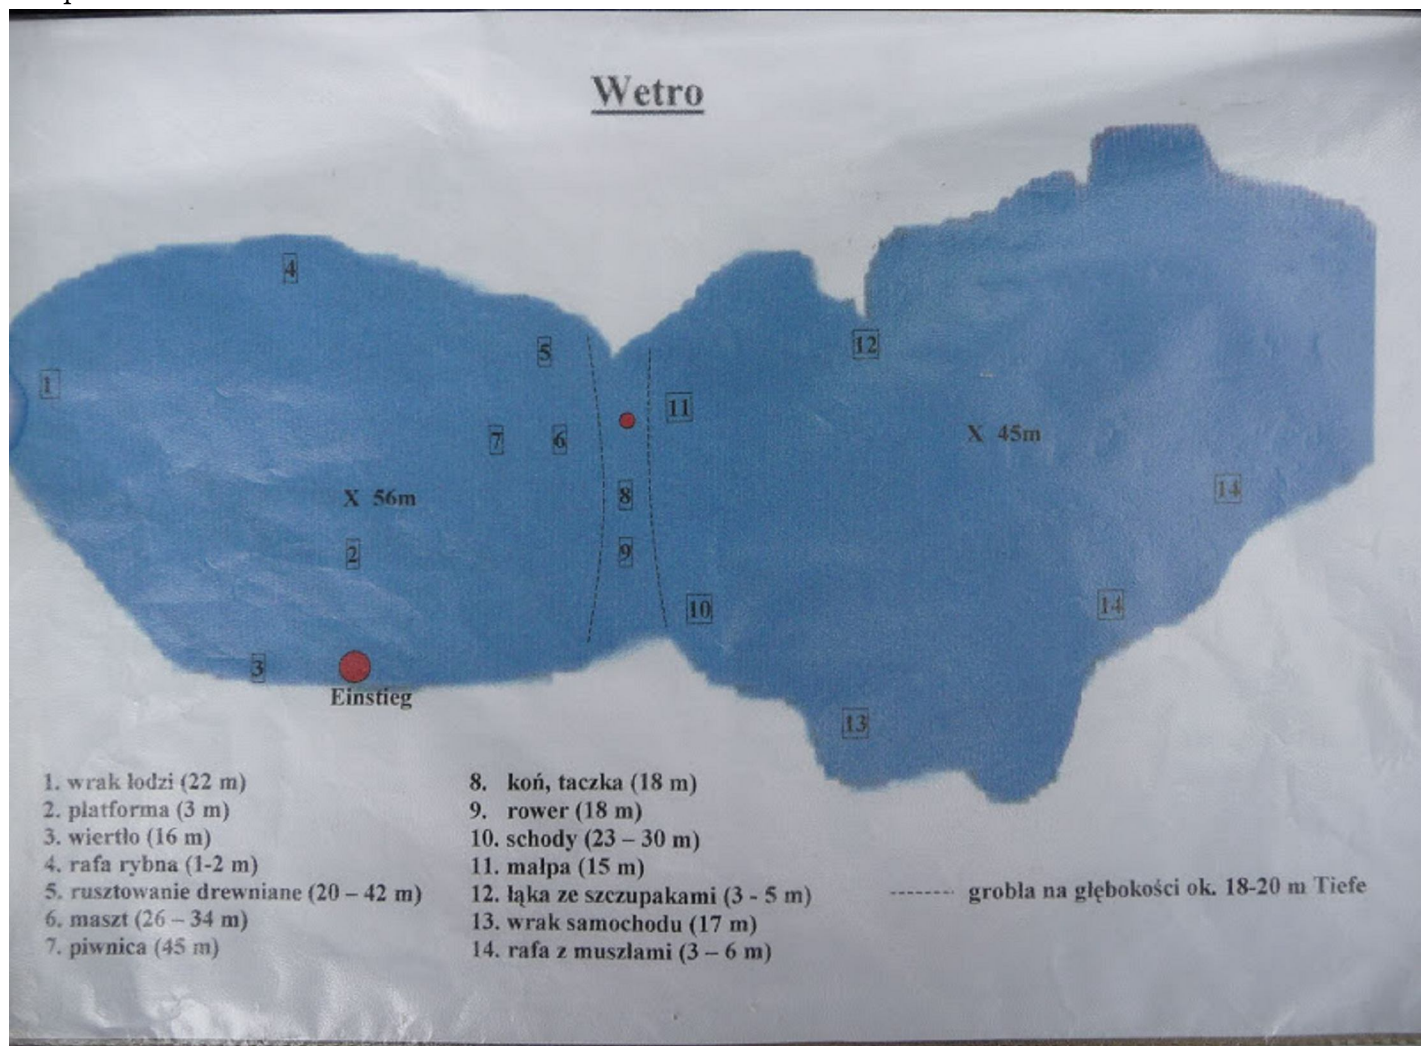 Wetro
4
5
12
1
11
7
6
X 45m
8
14
X 56m
2
9
10
14
3
Einstieg
13
1. wrak łodzi (22 m)
2. platforma (3 m)
3. wiertło (16 m)
4. rafa rybna (1-2 m)
5. rusztowanie drewniane (20 – 42 m)
6. maszt (26 – 34 m)
7. piwnica (45 m)
8. koń, taczka (18 m)
9. rower (18 m)
10. schody (23 – 30 m)
11. małpa (15 m)
12. łąka ze szczupakami (3 - 5 m)
13. wrak samochodu (17 m)
14. rafa z muszlami (3 – 6 m)
-------- grobla na głębokości ok. 18-20 m Tiefe